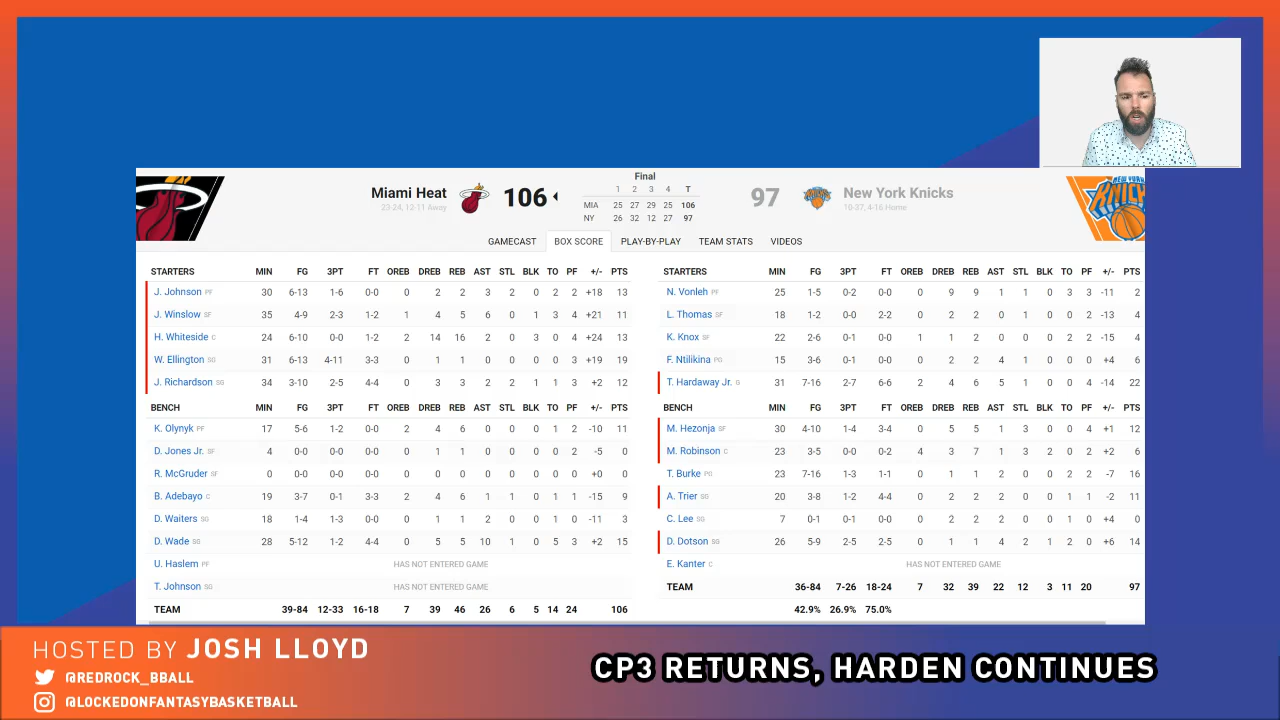 Final
Miami Heat 106 1 2 3 4 T 97 New York Knicks
23-24, 12-11 Away MIA 25 27 29 25 106 10-37, 4-16 Home
NY 26 32 12 27 97
GAMECAST BOX SCORE PLAY-BY-PLAY TEAM STATS VIDEOS
STARTERS MIN FG 3PT FT OREB DREB REB AST STL BLK TO PF +/- PTS
J. Johnson PF 30 6-13 1-6 0-0 0 2 2 3 2 0 2 2 +18 13
J. Winslow SF 35 4-9 2-3 1-2 1 4 5 6 0 1 3 4 +21 11
H. Whiteside C 24 6-10 0-0 1-2 2 14 16 2 0 3 0 4 +24 13
W. Ellington SG 31 6-13 4-11 3-3 0 1 1 0 0 0 0 3 +19 19
J. Richardson SG 34 3-10 2-5 4-4 0 3 3 2 2 1 1 3 +2 12
BENCH MIN FG 3PT FT OREB DREB REB AST STL BLK TO PF +/- PTS
K. Olynyk PF 17 5-6 1-2 0-0 2 4 6 0 0 0 1 2 -10 11
D. Jones Jr. SF 4 0-0 0-0 0-0 0 1 1 0 0 0 0 2 -5 0
R. McGruder SF 0 0-0 0-0 0-0 0 0 0 0 0 0 0 0 +0 0
B. Adebayo C 19 3-7 0-1 3-3 2 4 6 1 1 0 1 1 -15 9
D. Waiters SG 18 1-4 1-3 0-0 0 1 1 2 0 0 1 0 -11 3
D. Wade SG 28 5-12 1-2 4-4 0 5 5 10 1 0 5 3 +2 15
U. Haslem PF HAS NOT ENTERED GAME
T. Johnson SG HAS NOT ENTERED GAME
TEAM 39-84 12-33 16-18 7 39 46 26 6 5 14 24 106
STARTERS MIN FG 3PT FT OREB DREB REB AST STL BLK TO PF +/- PTS
N. Vonleh PF 25 1-5 0-2 0-0 0 9 9 1 1 0 3 3 -11 2
L. Thomas SF 18 1-2 0-0 2-2 0 2 2 0 1 0 0 2 -13 4
K. Knox SF 22 2-6 0-1 0-0 0 1 1 2 0 0 2 2 -15 4
F. Ntilikina PG 15 3-6 0-1 0-0 0 2 2 4 1 0 0 0 +4 6
T. Hardaway Jr. G 31 7-16 2-7 6-6 2 4 6 5 1 0 0 4 -14 22
BENCH MIN FG 3PT FT OREB DREB REB AST STL BLK TO PF +/- PTS
M. Hezonja SF 30 4-10 1-4 3-4 0 5 5 1 3 0 0 4 +1 12
M. Robinson C 23 3-5 0-0 0-2 4 3 7 1 3 2 0 2 +2 6
T. Burke PG 23 7-16 1-3 1-1 0 1 1 2 0 0 2 2 -7 16
A. Trier SG 20 3-8 1-2 4-4 0 2 2 2 0 0 1 1 -2 11
C. Lee SG 7 0-1 0-1 0-0 0 2 2 2 0 0 1 0 +4 0
D. Dotson SG 26 5-9 2-5 2-5 0 1 1 4 2 1 2 0 +6 14
E. Kanter C HAS NOT ENTERED GAME
TEAM 36-84 7-26 18-24 7 32 39 22 12 3 11 20 97
42.9% 26.9% 75.0%
NEW YORK
KNICKS
HOSTED BY JOSH LLOYD
@REDROCK_BBALL
@LOCKEDONFANTASYBASKETBALL
CP3 RETURNS, HARDEN CONTINUES